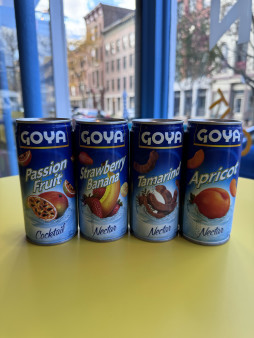 GOYA
Passion
Fruit
Cocktail
GOYA
Strawberry
Banana
Nectar
GOYA
Tamarind
Nectar
GOYA
Apricot
Nectar